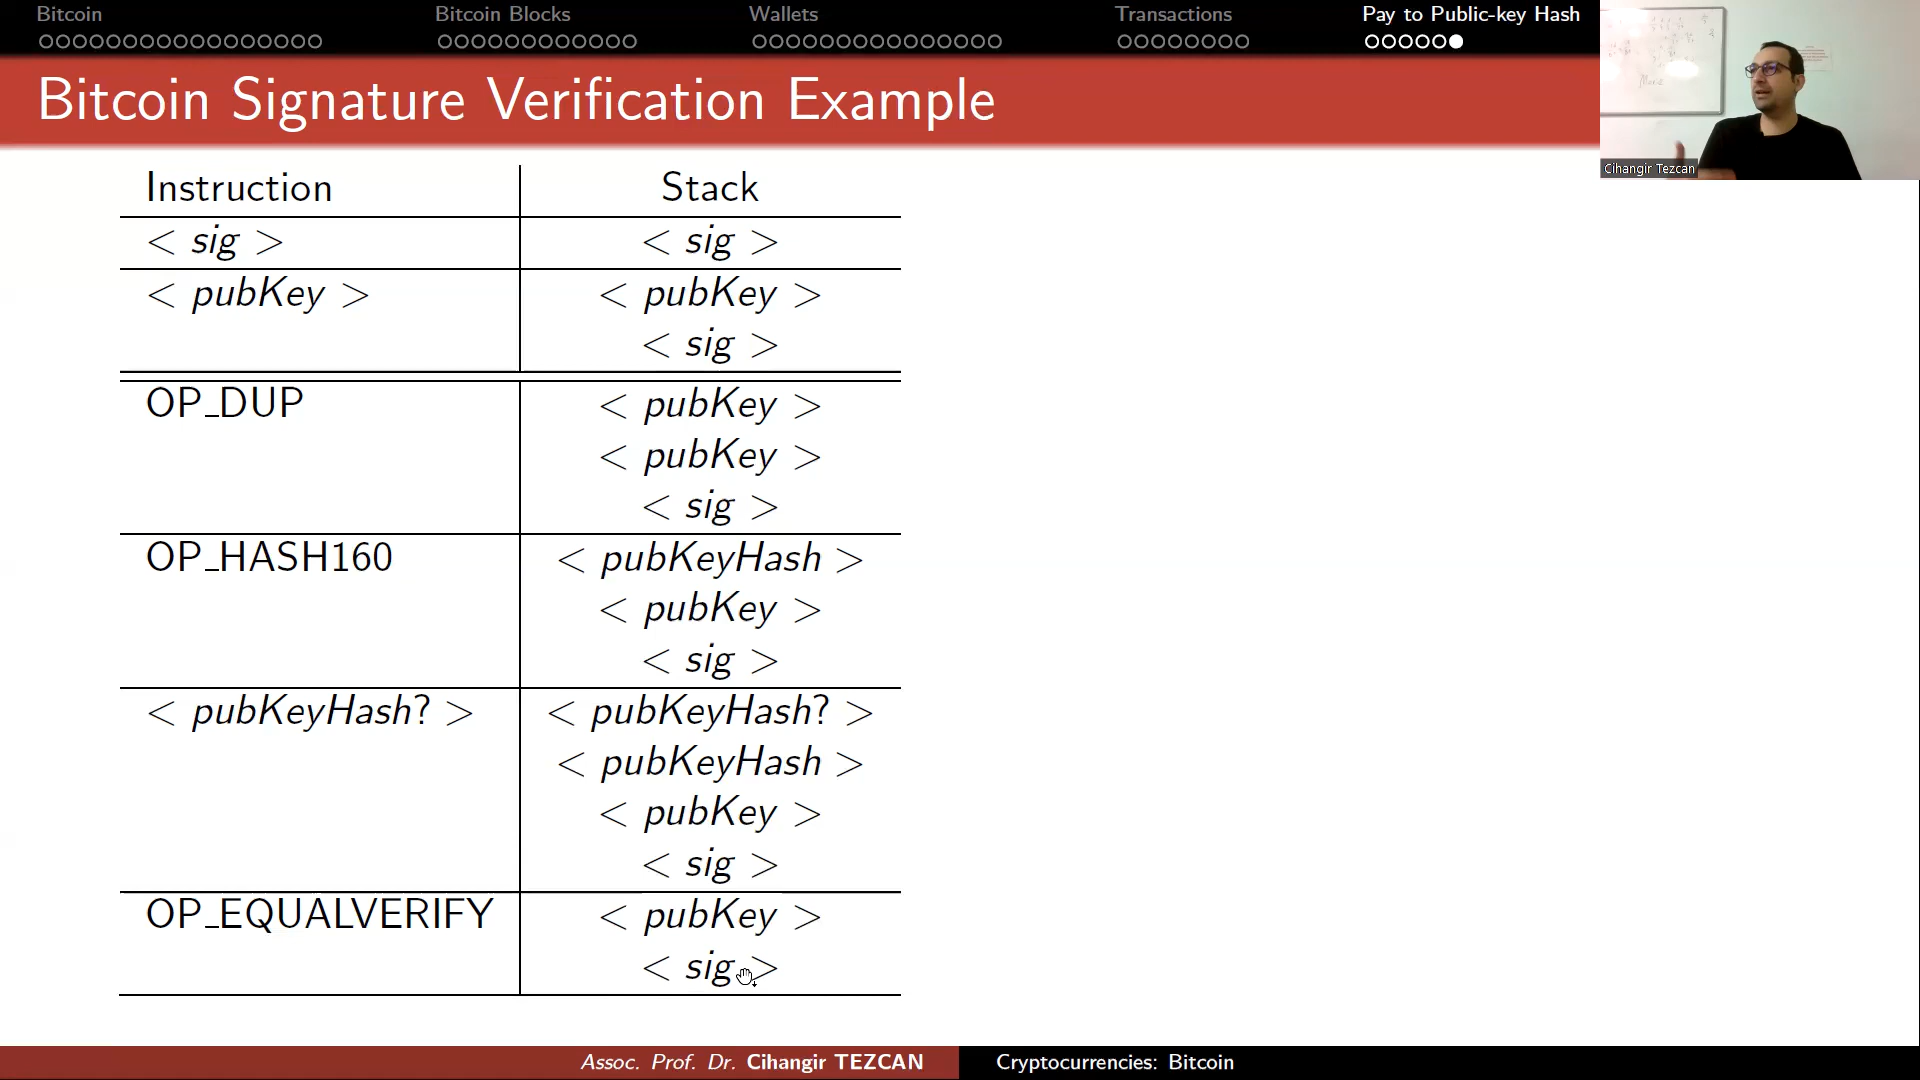 Bitcoin Bitcoin Blocks Wallets Transactions Pay to Public-key Hash
Bitcoin Signature Verification Example
Cihangir Tezcan
Instruction Stack
< sig > < sig >
< pubKey > < pubKey >
< sig >
OP_DUP < pubKey >
< pubKey >
< sig >
OP_HASH160 < pubKeyHash >
< pubKey >
< sig >
< pubKeyHash? > < pubKeyHash? >
< pubKeyHash >
< pubKey >
< sig >
OP_EQUALVERIFY < pubKey >
< sig >
Assoc. Prof. Dr. Cihangir TEZCAN Cryptocurrencies: Bitcoin